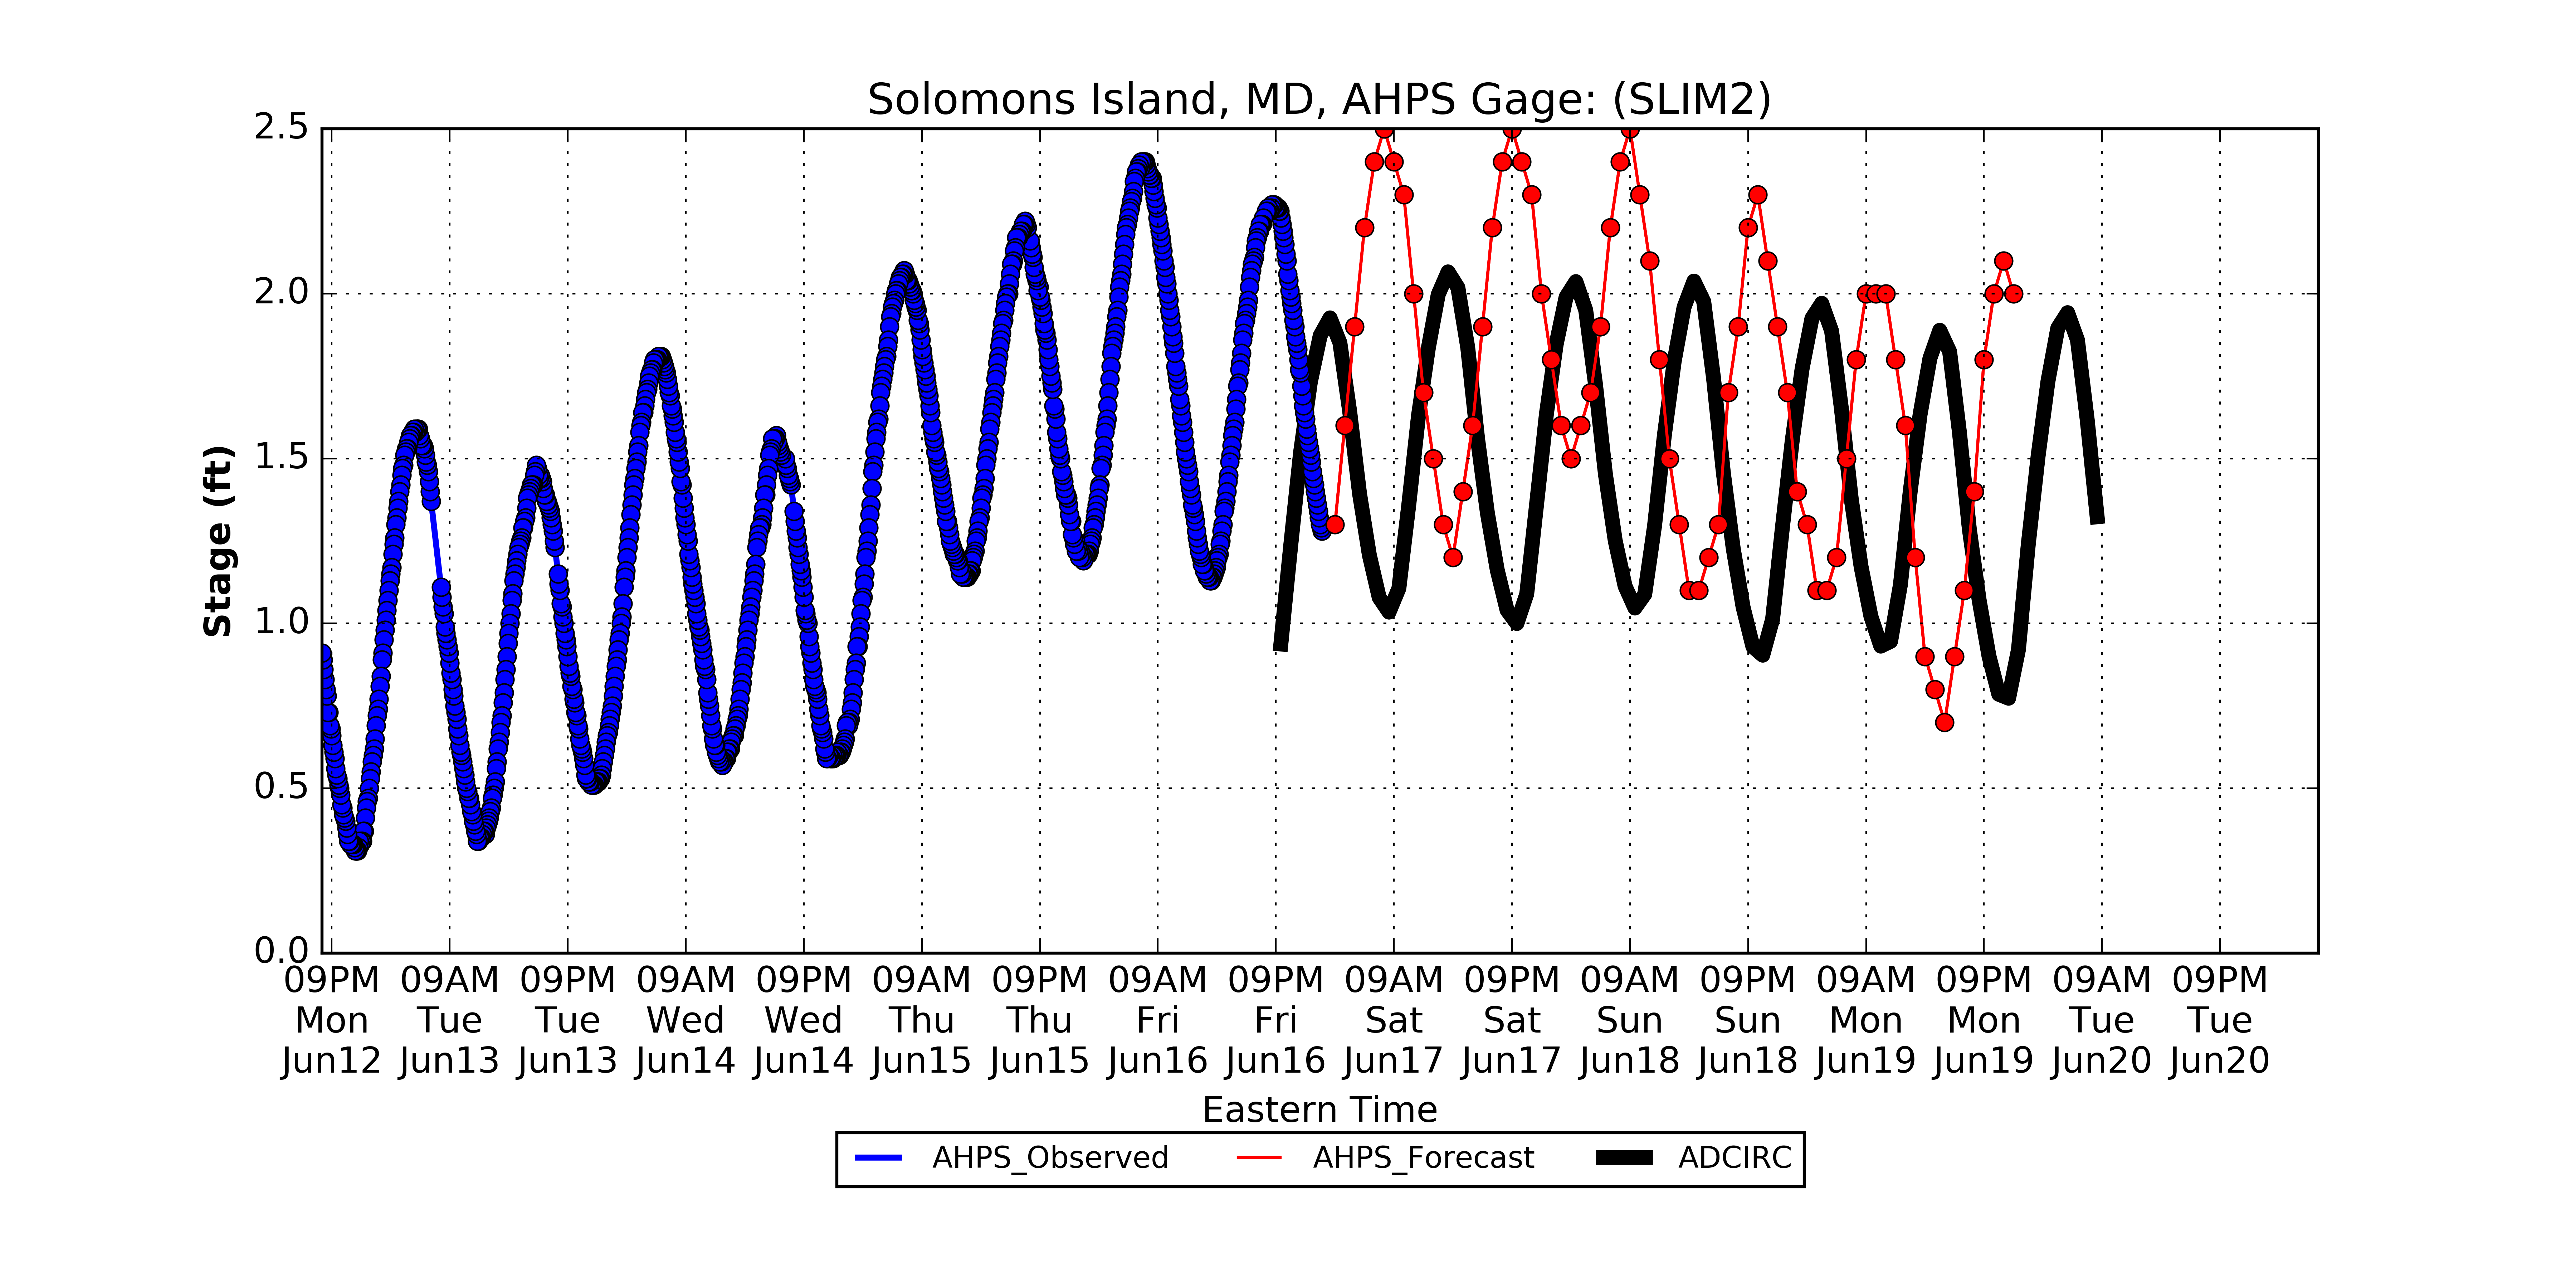 Solomons Island, MD, AHPS Gage: (SLIM2)
2.5
2.0
1.5
1.0
0.5
0.0
Stage (ft)
09PM 09AM 09PM 09AM 09PM 09AM 09PM 09AM 09PM 09AM 09PM 09AM 09PM 09AM 09PM 09AM 09PM
Mon Tue Tue Wed Wed Thu Thu Fri Fri Sat Sat Sun Sun Mon Mon Tue Tue
Jun12 Jun13 Jun13 Jun14 Jun14 Jun15 Jun15 Jun16 Jun16 Jun17 Jun17 Jun18 Jun18 Jun19 Jun19 Jun20 Jun20
Eastern Time
AHPS_Observed AHPS_Forecast ADCIRC